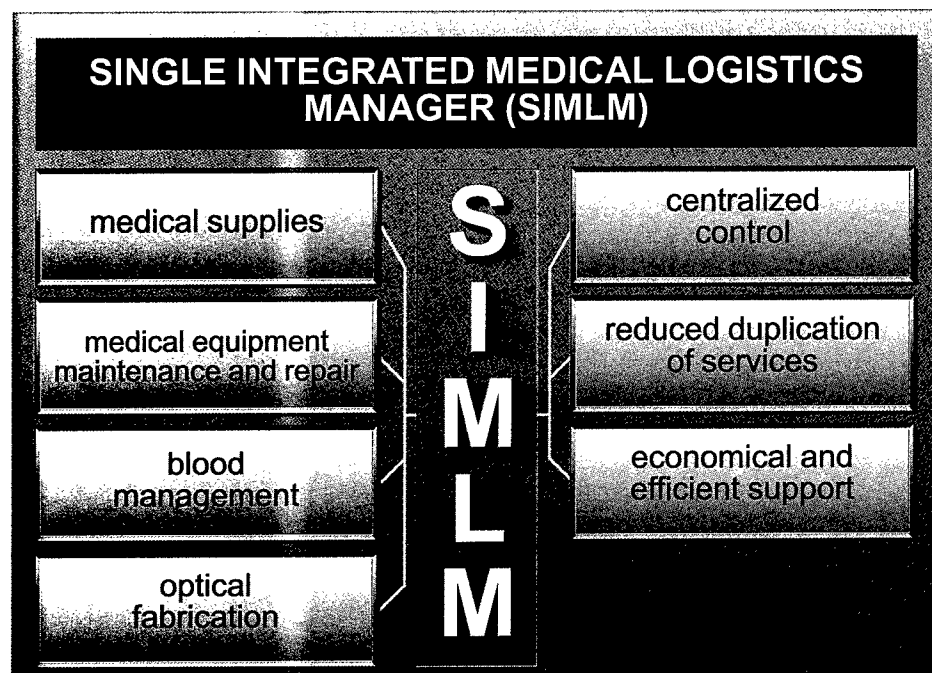 SINGLE INTEGRATED MEDICAL LOGISTICS
MANAGER (SIMLM)
medical supplies
medical equipment
maintenance and repair
blood
management
optical
fabrication
S
I
M
L
M
centralized
control
reduced duplication
of services
economical and
efficient support